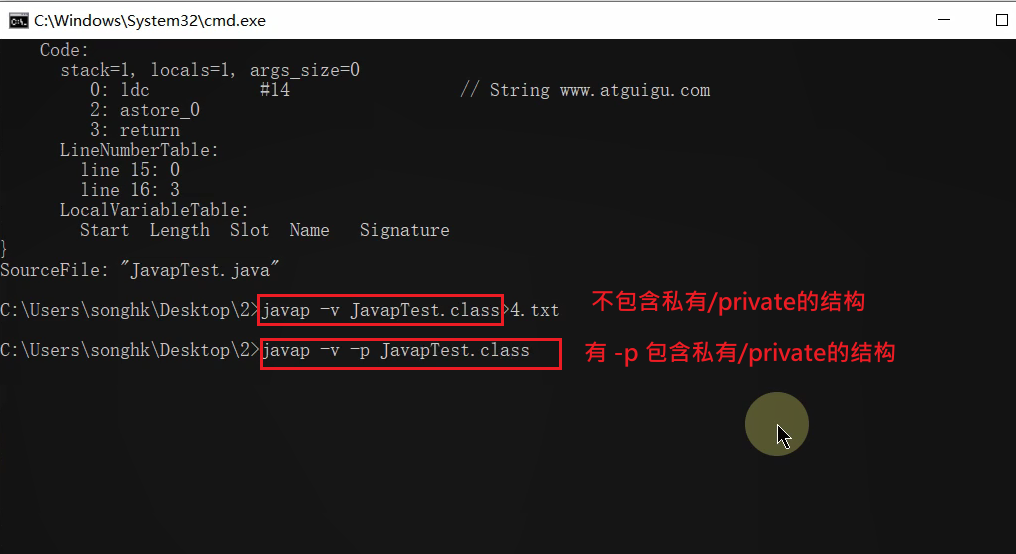 C:\Windows\System32\cmd.exe
Code:
stack=1, locals=1, args_size=0
0: ldc #14 // String www.atguigu.com
2: astore_0
3: return
LineNumberTable:
line 15: 0
line 16: 3
LocalVariableTable:
Start Length Slot Name Signature
}
SourceFile: "JavapTest.java"
C:\Users\songhk\Desktop\2>javap -v JavapTest.class>4.txt 不包含私有/private的结构
C:\Users\songhk\Desktop\2>javap -v -p JavapTest.class 有 -p 包含私有/private的结构